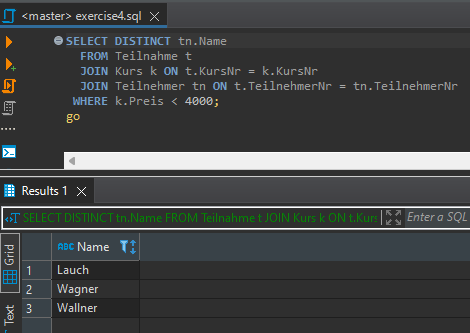 <master> exercise4.sql
SELECT DISTINCT tn.Name
FROM Teilnahme t
JOIN Kurs k ON t.KursNr = k.KursNr
JOIN Teilnehmer tn ON t.TeilnehmerNr = tn.TeilnehmerNr
WHERE k.Preis < 4000;
go
Results 1
SELECT DISTINCT tn.Name FROM Teilnahme t JOIN Kurs k ON t.Kurs
Enter a SQL
Grid
Text
ABC Name
1 Lauch
2 Wagner
3 Wallner